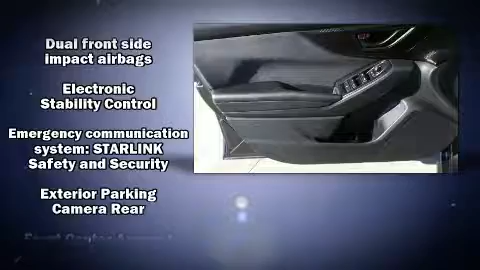 Dual front side
impact airbags
Electronic
Stability Control
Emergency communication
system: STARLINK
Safety and Security
Exterior Parking
Camera Rear